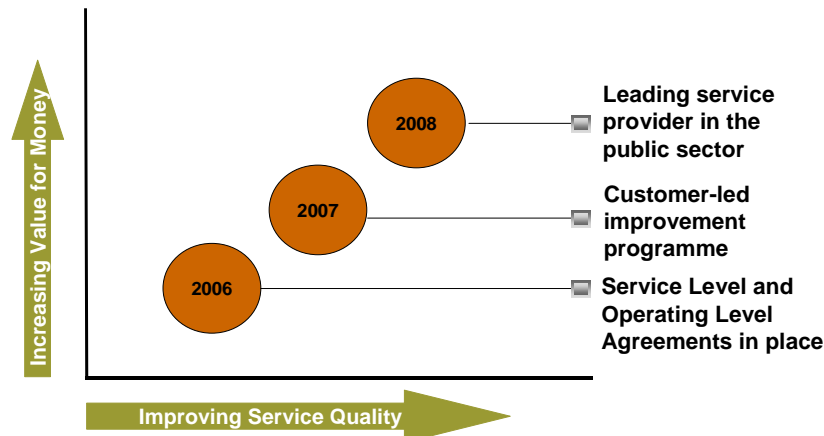 Increasing Value for Money
2008
Leading service
provider in the
public sector
2007
Customer-led
improvement
programme
2006
Service Level and
Operating Level
Agreements in place
Improving Service Quality